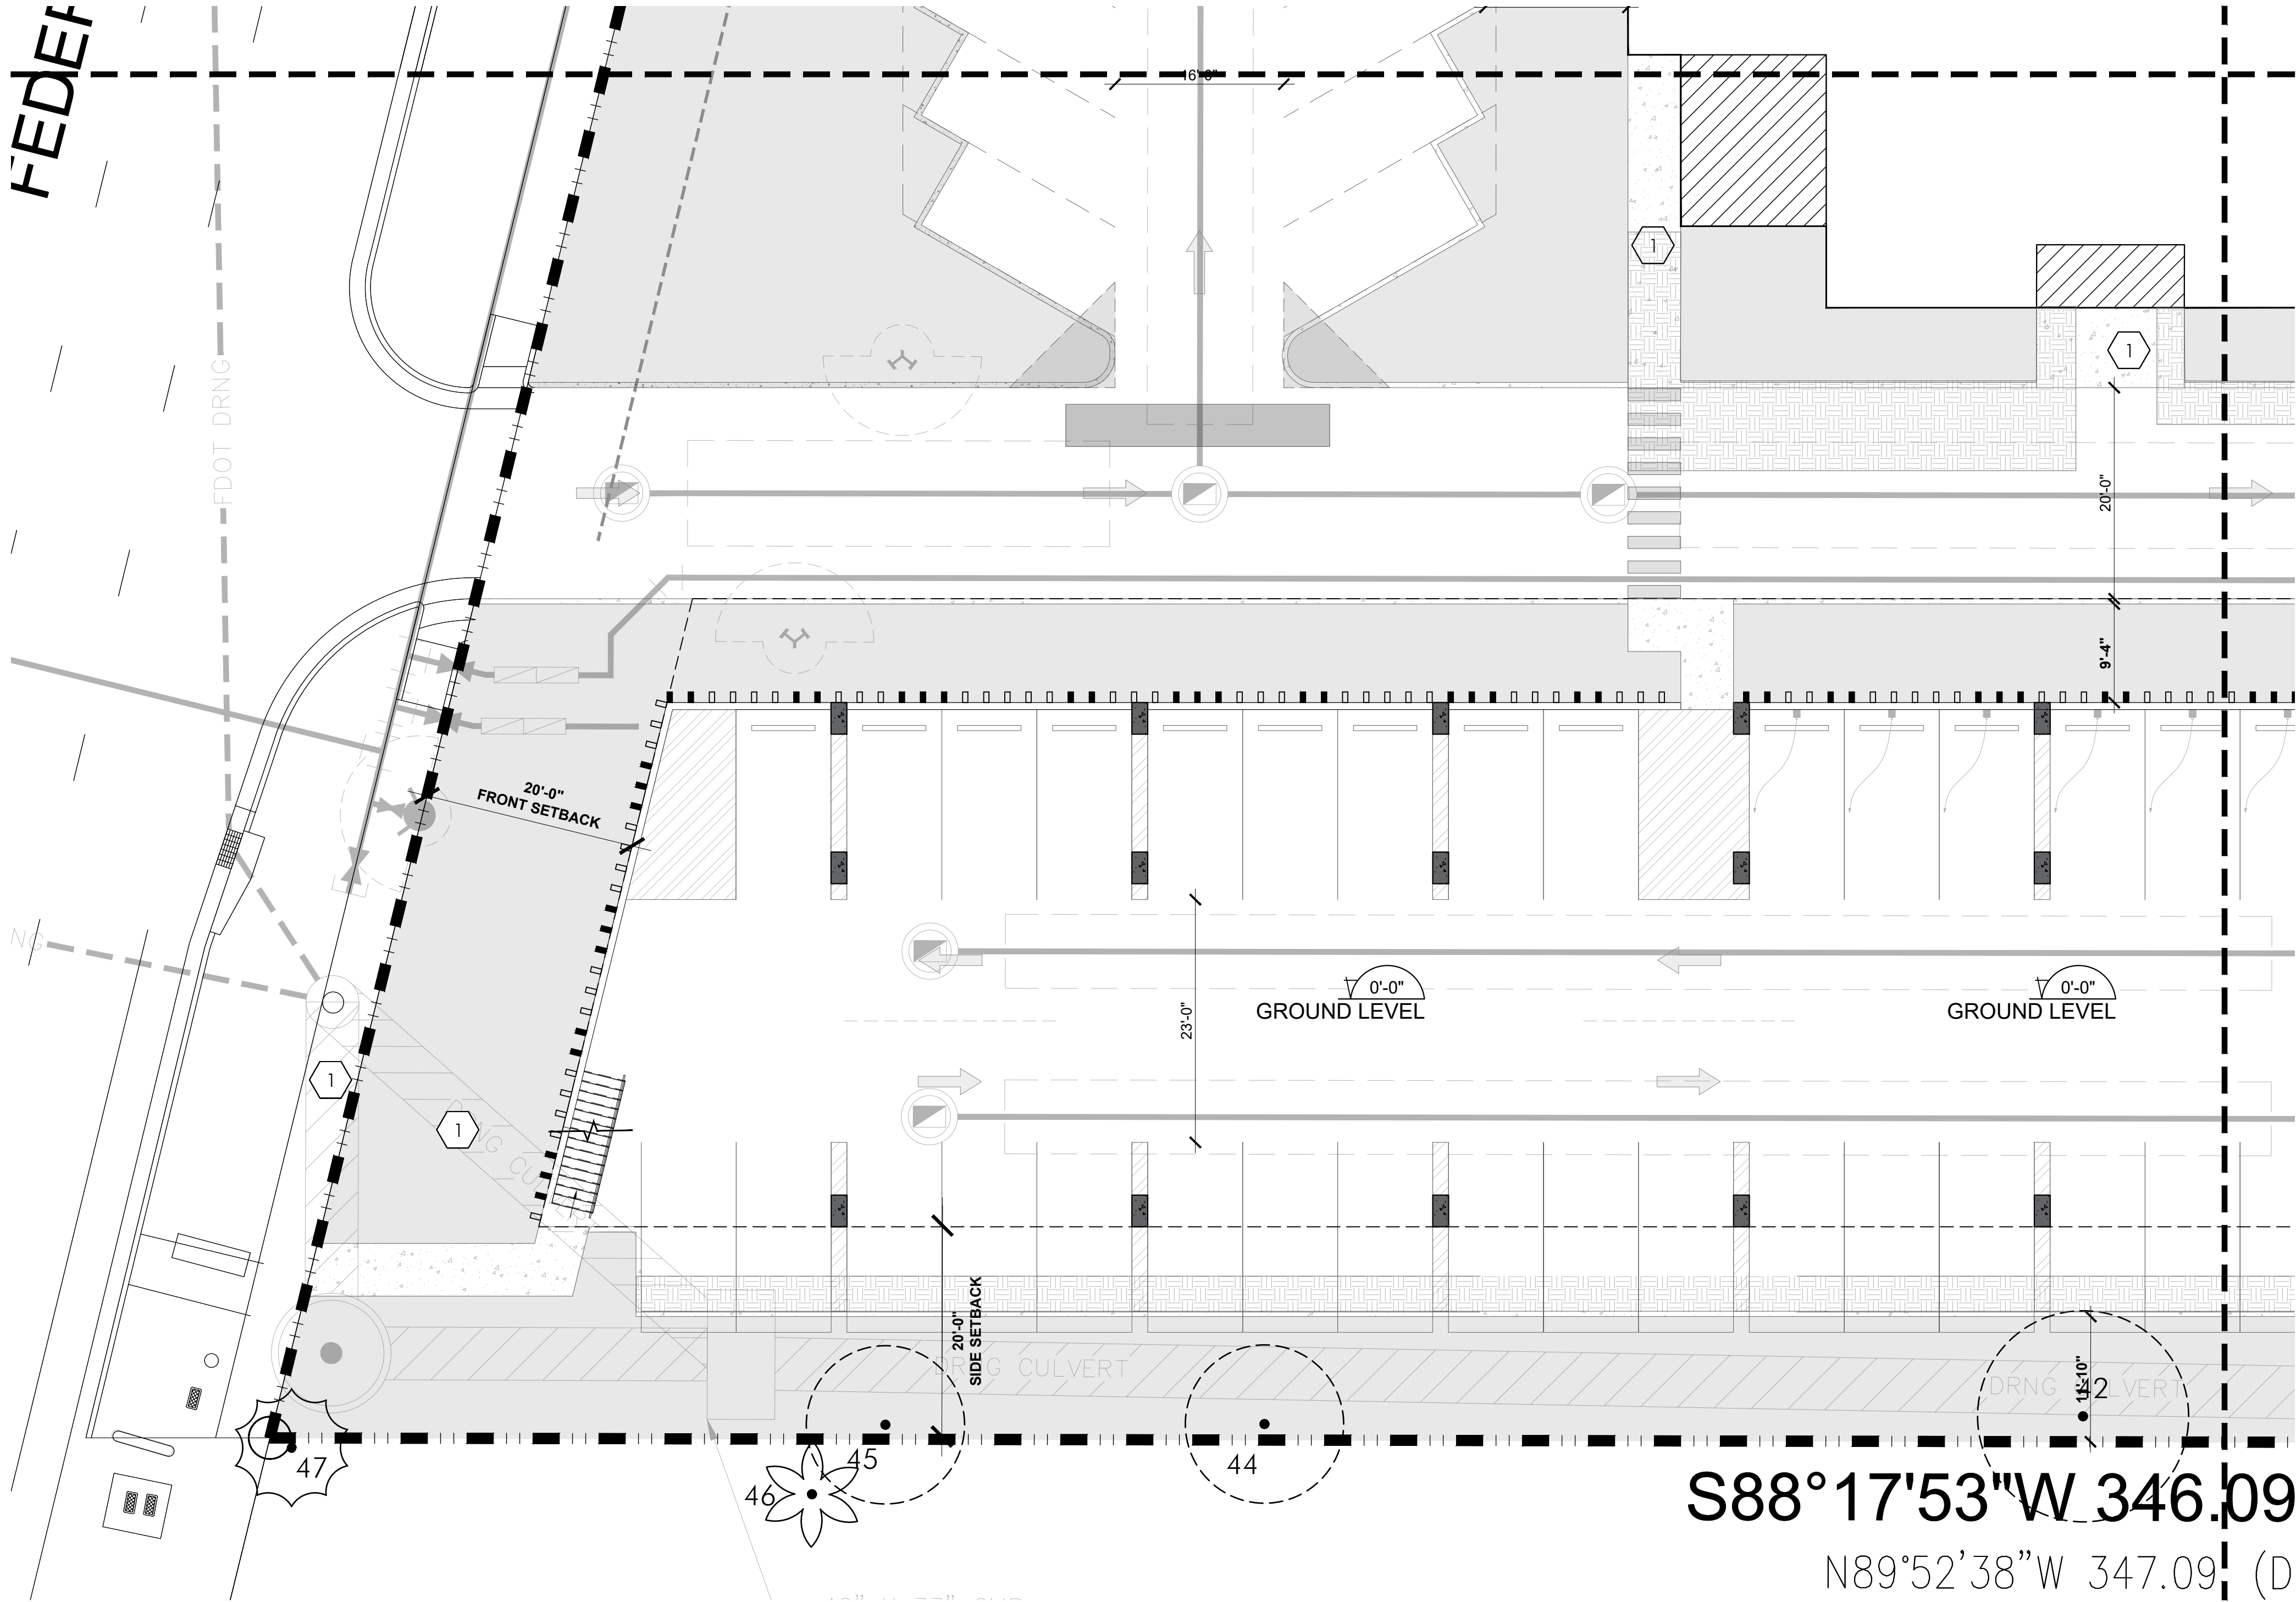 FEDER
16'-0"
1
1
FDOT DRNG
20'-0"
9'-4"
20'-0"
FRONT SETBACK
NG
23'-0"
0'-0"
GROUND LEVEL
0'-0"
GROUND LEVEL
1
1
DRNG CULVERT
20'-0"
SIDE SETBACK
DRNG CULVERT
DRNG CULVERT
11'-10"
42
47
45
46
44
S88°17'53"W 346.09
N89°52'38"W 347.09 (D